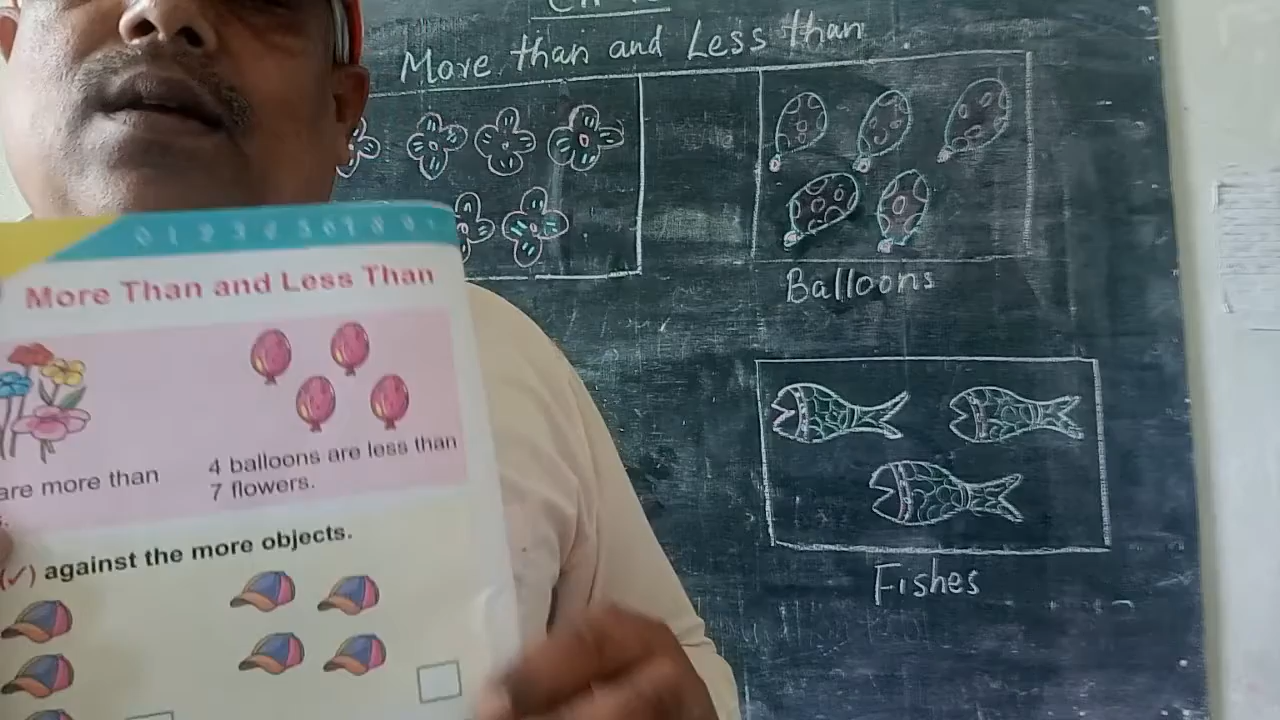 More than and Less than
Balloons
Fishes
More Than and Less Than
are more than
4 balloons are less than
7 flowers.
(✓) against the more objects.